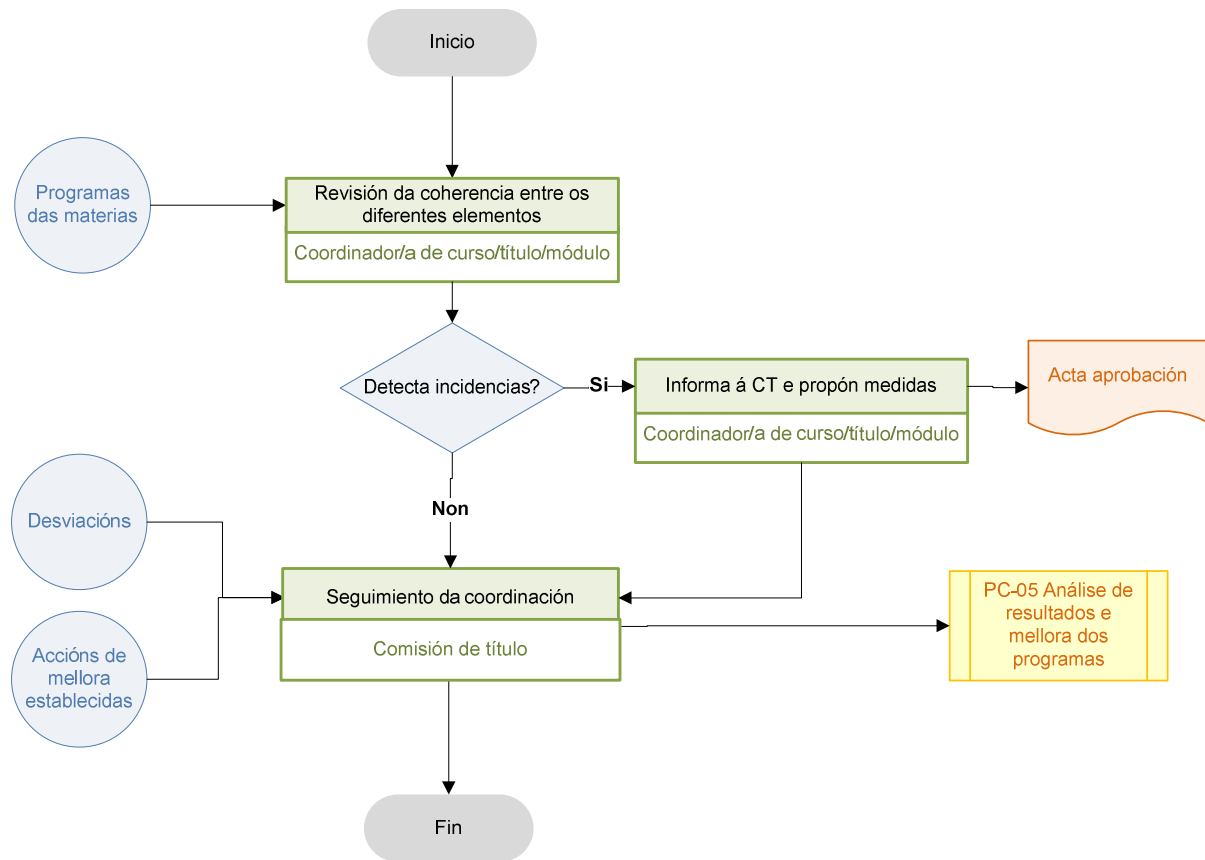 Inicio
Programas
das materias
Revisión da coherencia entre os
diferentes elementos
Coordinador/a de curso/título/módulo
Detecta incidencias?
Si
Informa á CT e propón medidas
Coordinador/a de curso/título/módulo
Acta aprobación
Non
Desviacións
Accións de
mellora
establecidas
Seguimiento da coordinación
Comisión de título
PC-05 Análise de
resultados e
mellora dos
programas
Fin